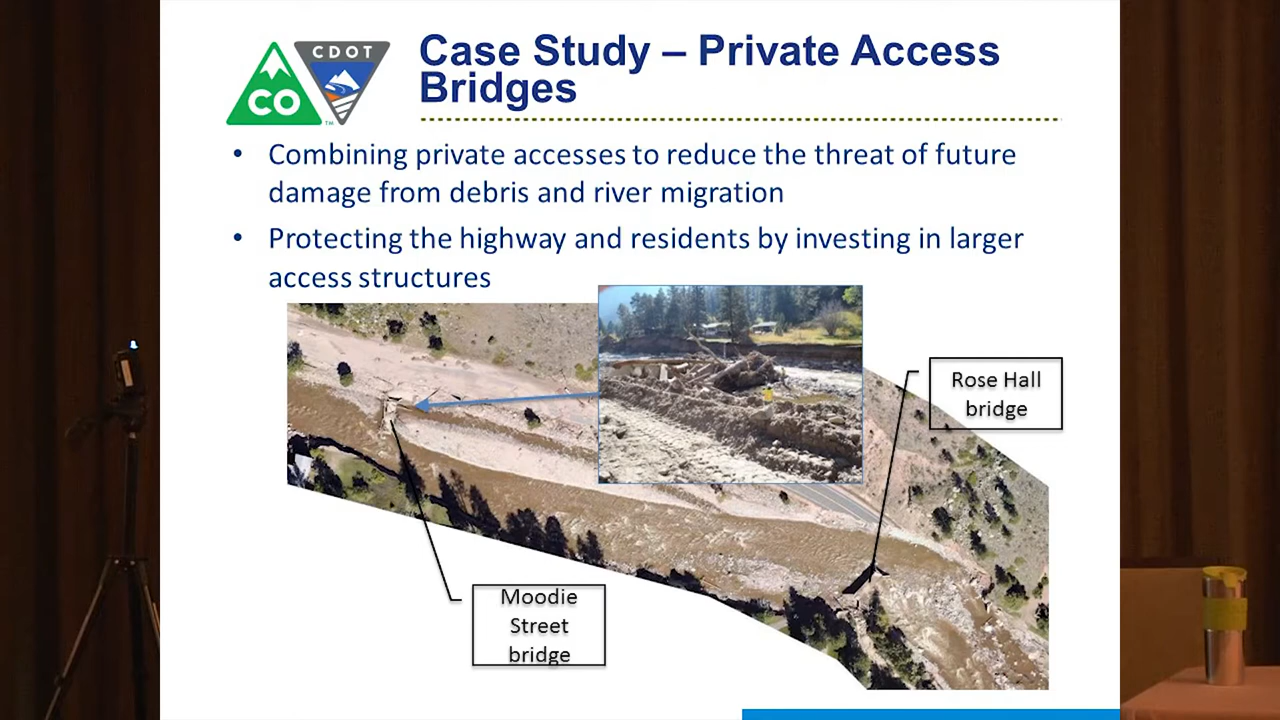 CDOT
CO
TM
Case Study – Private Access
Bridges
• Combining private accesses to reduce the threat of future
damage from debris and river migration
• Protecting the highway and residents by investing in larger
access structures
Rose Hall
bridge
Moodie
Street
bridge